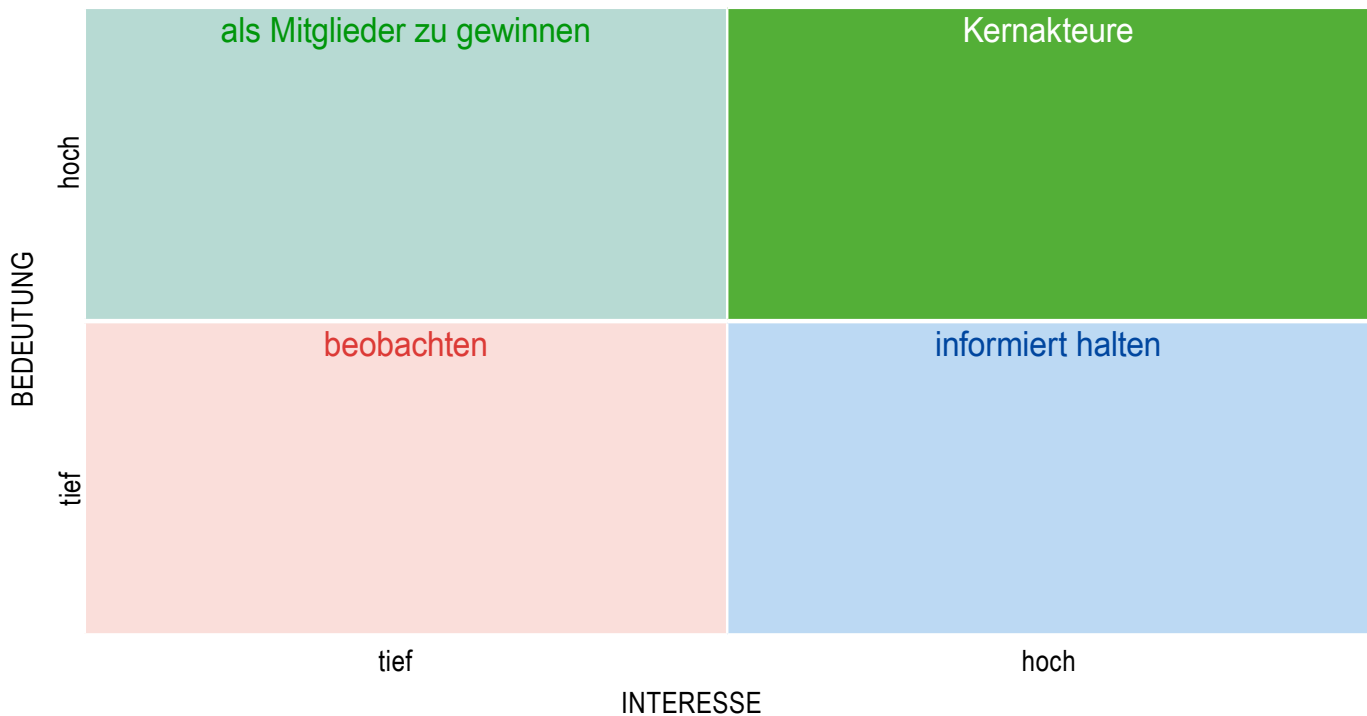 als Mitglieder zu gewinnen
Kernakteure
hoch
BEDEUTUNG
beobachten
informiert halten
tief
tief
hoch
INTERESSE